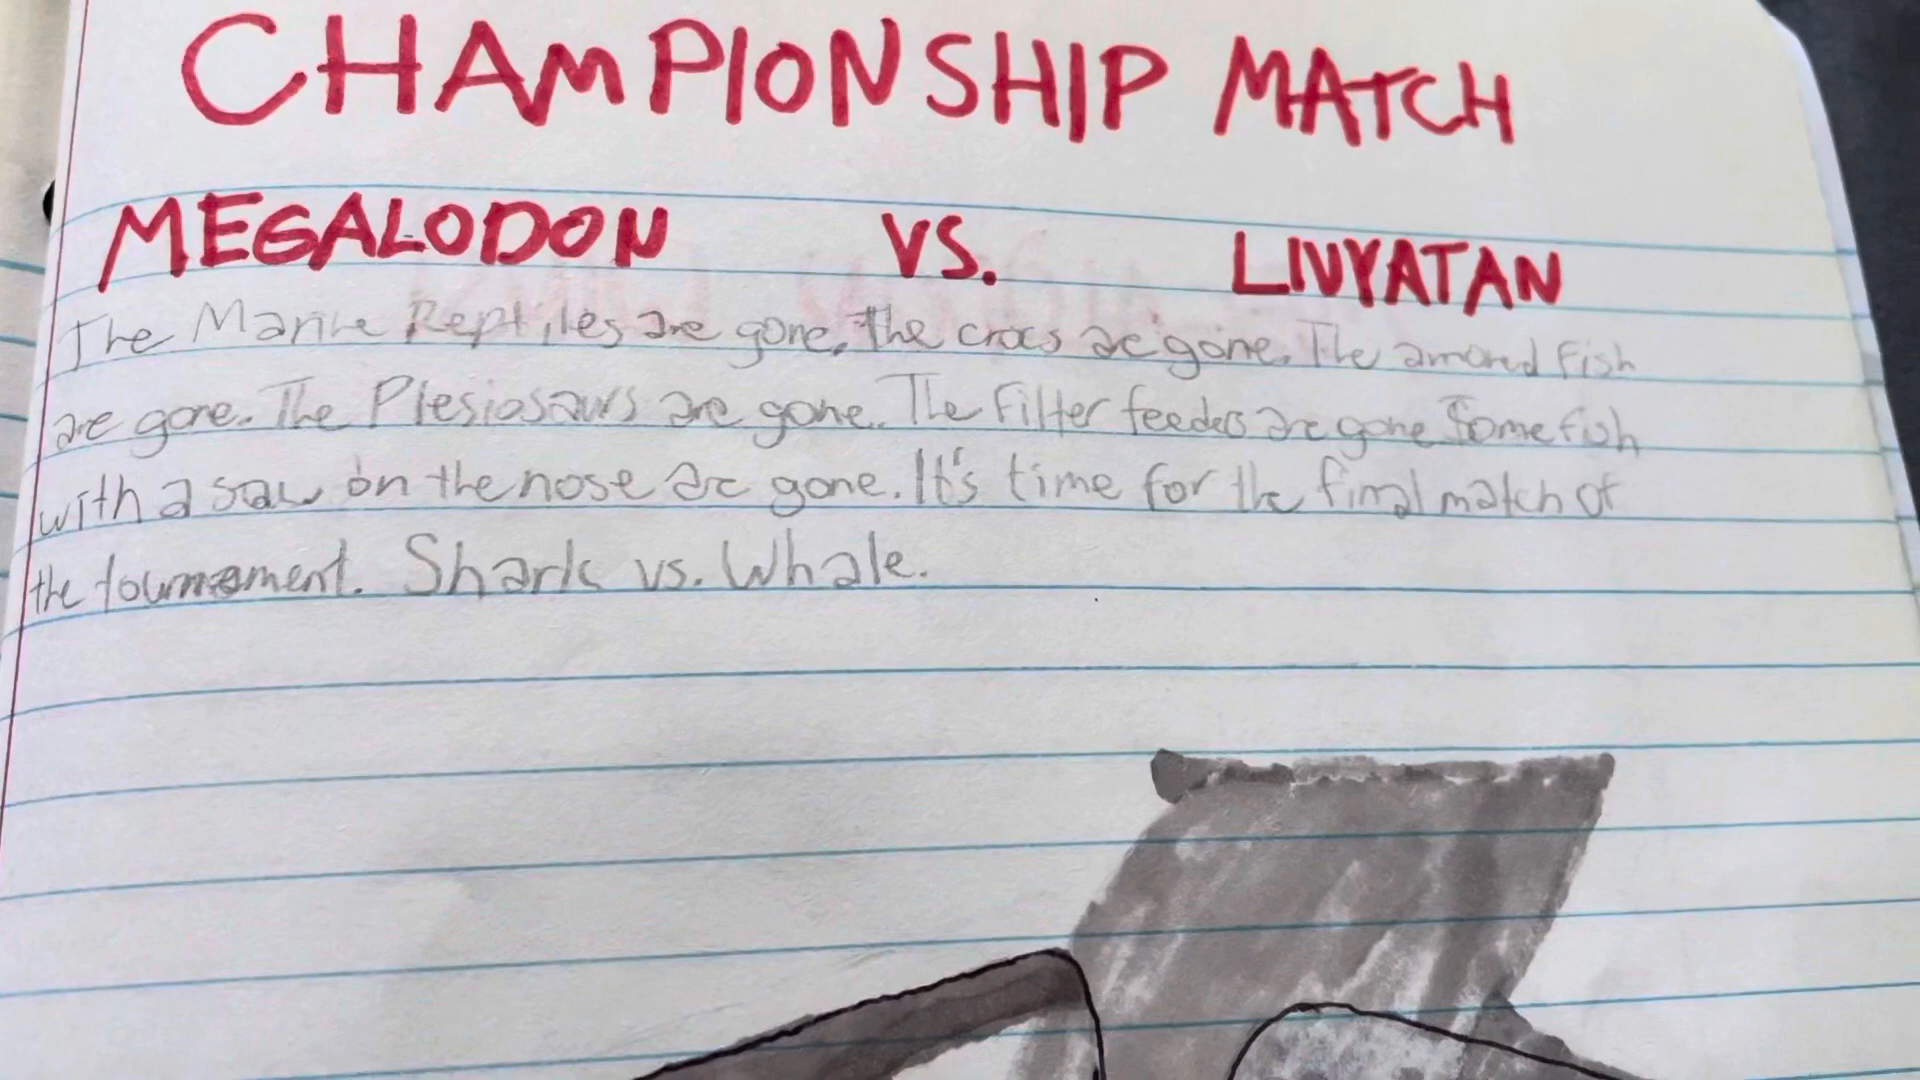 CHAMPIONSHIP MATCH
MEGALODON VS. LIVYATAN
The Marine Reptiles are gone. the crocs are gone. The amored fish
are gone. The Plesiosaurs are gone. The Filter feeders are gone Some fish
with a saw on the nose are gone. It's time for the final match of
the tournament. Shark vs. Whale.